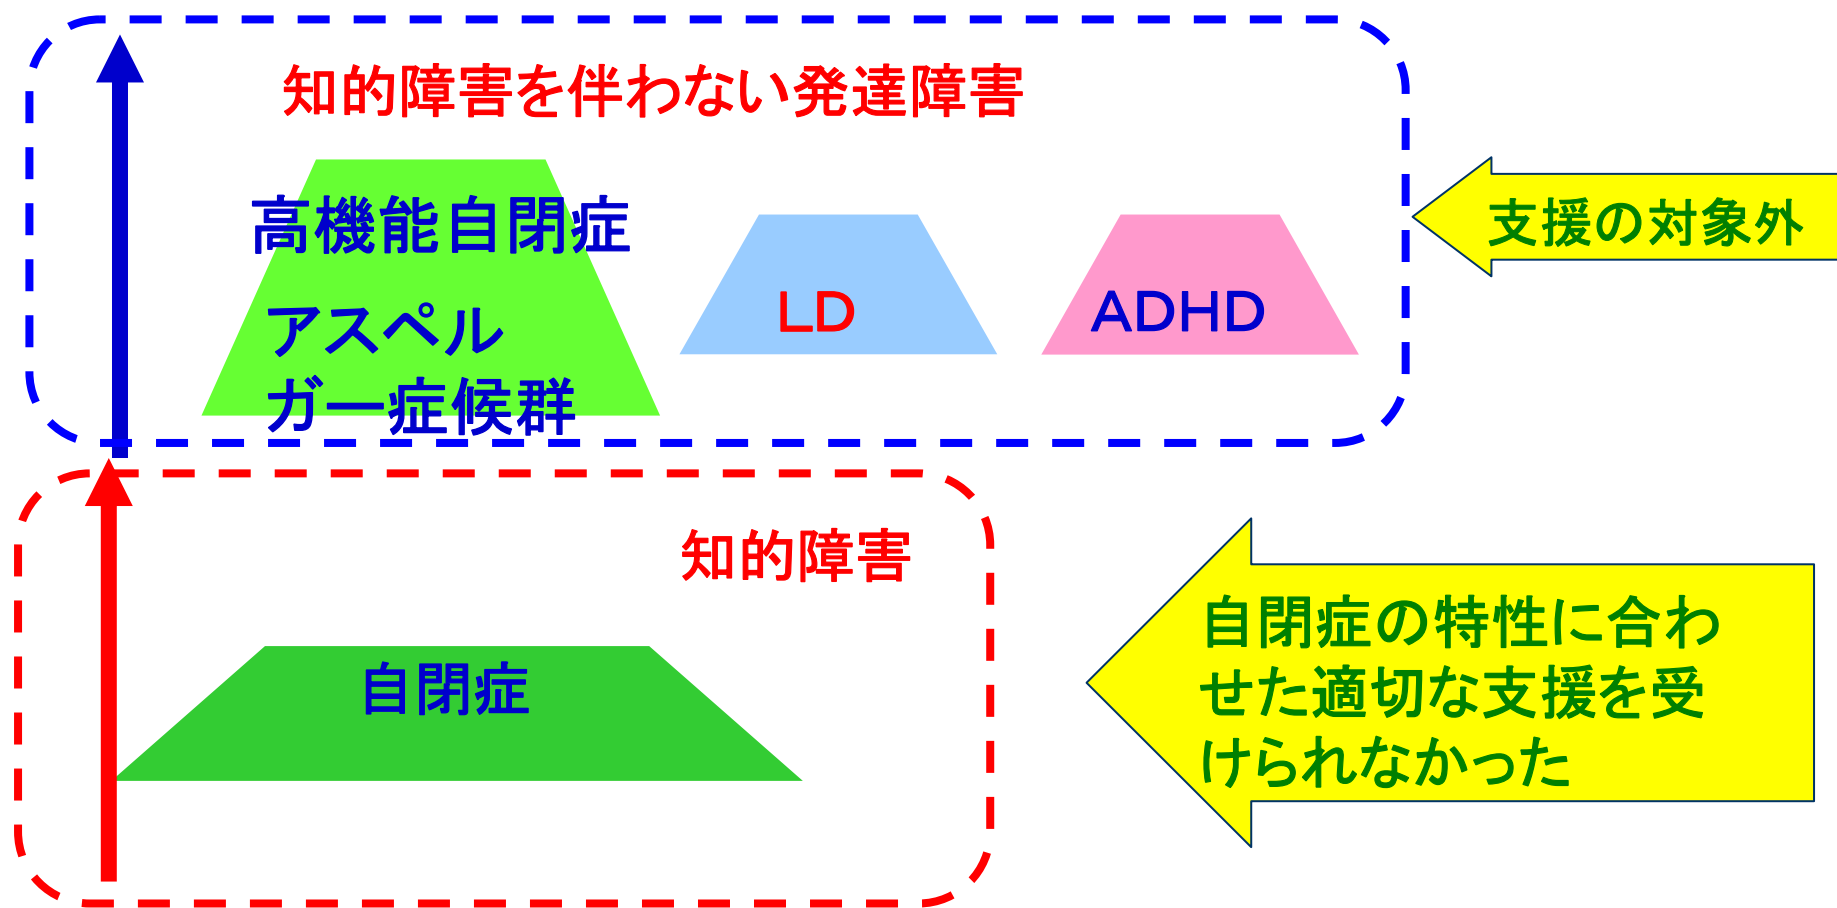 知的障害を伴わない発達障害
高機能自閉症
アスペル
ガー症候群
LD
ADHD
支援の対象外
知的障害
自閉症
自閉症の特性に合わ
せた適切な支援を受
けられなかった